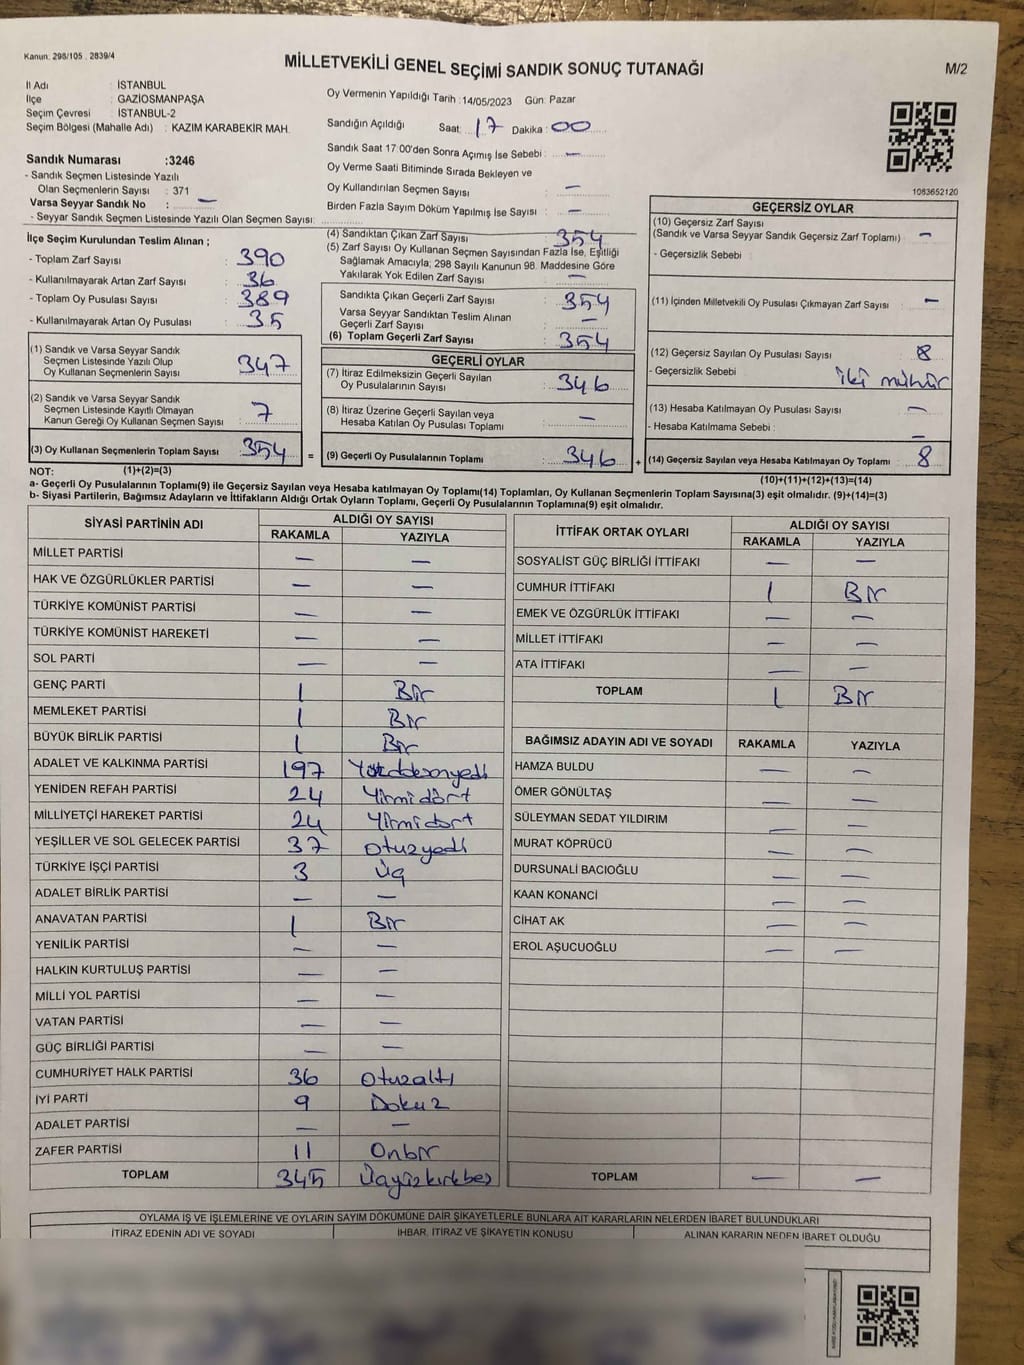 Kanun: 298/105 , 2839/4
MİLLETVEKİLİ GENEL SEÇİMİ SANDIK SONUÇ TUTANAĞI
M/2
İl Adı : İSTANBUL
İlçe : GAZİOSMANPAŞA
Seçim Çevresi : İSTANBUL-2
Seçim Bölgesi (Mahalle Adı) : KAZIM KARABEKİR MAH.
Oy Vermenin Yapıldığı Tarih :14/05/2023 Gün: Pazar
Sandığın Açıldığı Saat: 17 Dakika: 00
Sandık Saat 17:00'den Sonra Açımış İse Sebebi : —
Oy Verme Saati Bitiminde Sırada Bekleyen ve
Oy Kullandırılan Seçmen Sayısı : —
Birden Fazla Sayım Döküm Yapılmış İse Sayısı : —
Sandık Numarası :3246
- Sandık Seçmen Listesinde Yazılı
Olan Seçmenlerin Sayısı : 371
Varsa Seyyar Sandık No : —
- Seyyar Sandık Seçmen Listesinde Yazılı Olan Seçmen Sayısı:
1083652120
İlçe Seçim Kurulundan Teslim Alınan ;
- Toplam Zarf Sayısı : 390
- Kullanılmayarak Artan Zarf Sayısı : 36
- Toplam Oy Pusulası Sayısı : 389
- Kullanılmayarak Artan Oy Pusulası : 35
(1) Sandık ve Varsa Seyyar Sandık
Seçmen Listesinde Yazılı Olup
Oy Kullanan Seçmenlerin Sayısı : 347
(2) Sandık ve Varsa Seyyar Sandık
Seçmen Listesinde Kayıtlı Olmayan
Kanun Gereği Oy Kullanan Seçmen Sayısı : 7
(3) Oy Kullanan Seçmenlerin Toplam Sayısı : 354
(4) Sandıktan Çıkan Zarf Sayısı : 354
(5) Zarf Sayısı Oy Kullanan Seçmen Sayısından Fazla İse, Eşitliği
Sağlamak Amacıyla; 298 Sayılı Kanunun 98. Maddesine Göre
Yakılarak Yok Edilen Zarf Sayısı : —
Sandıkta Çıkan Geçerli Zarf Sayısı : 354
Varsa Seyyar Sandıktan Teslim Alınan
Geçerli Zarf Sayısı : —
(6) Toplam Geçerli Zarf Sayısı : 354
GEÇERLİ OYLAR
(7) İtiraz Edilmeksizin Geçerli Sayılan
Oy Pusulalarının Sayısı : 346
(8) İtiraz Üzerine Geçerli Sayılan veya
Hesaba Katılan Oy Pusulası Toplamı : —
= (9) Geçerli Oy Pusulalarının Toplamı : 346
GEÇERSİZ OYLAR
(10) Geçersiz Zarf Sayısı
(Sandık ve Varsa Seyyar Sandık Geçersiz Zarf Toplamı) : —
- Geçersizlik Sebebi :
(11) İçinden Milletvekili Oy Pusulası Çıkmayan Zarf Sayısı : —
(12) Geçersiz Sayılan Oy Pusulası Sayısı : 8
- Geçersizlik Sebebi : iki mühür
(13) Hesaba Katılmayan Oy Pusulası Sayısı : —
- Hesaba Katılmama Sebebi : —
+ (14) Geçersiz Sayılan veya Hesaba Katılmayan Oy Toplamı : 8
NOT: (1)+(2)=(3)
(10)+(11)+(12)+(13)=(14)
a- Geçerli Oy Pusulalarının Toplamı(9) ile Geçersiz Sayılan veya Hesaba katılmayan Oy Toplamı(14) Toplamları, Oy Kullanan Seçmenlerin Toplam Sayısına(3) eşit olmalıdır. (9)+(14)=(3)
b- Siyasi Partilerin, Bağımsız Adayların ve İttifakların Aldığı Ortak Oyların Toplamı, Geçerli Oy Pusulalarının Toplamına(9) eşit olmalıdır.
SİYASİ PARTİNİN ADI ALDIĞI OY SAYISI
RAKAMLA YAZIYLA
MİLLET PARTİSİ — —
HAK VE ÖZGÜRLÜKLER PARTİSİ — —
TÜRKİYE KOMÜNİST PARTİSİ — —
TÜRKİYE KOMÜNİST HAREKETİ — —
SOL PARTİ — —
GENÇ PARTİ 1 Bir
MEMLEKET PARTİSİ 1 Bir
BÜYÜK BİRLİK PARTİSİ 1 Bir
ADALET VE KALKINMA PARTİSİ 197
YENİDEN REFAH PARTİSİ 24 Yirmidört
MİLLİYETÇİ HAREKET PARTİSİ 24 Yirmidört
YEŞİLLER VE SOL GELECEK PARTİSİ 37 Otuzyedi
TÜRKİYE İŞÇİ PARTİSİ 3 Üç
ADALET BİRLİK PARTİSİ — —
ANAVATAN PARTİSİ 1 Bir
YENİLİK PARTİSİ — —
HALKIN KURTULUŞ PARTİSİ — —
MİLLİ YOL PARTİSİ — —
VATAN PARTİSİ — —
GÜÇ BİRLİĞİ PARTİSİ — —
CUMHURİYET HALK PARTİSİ 36 Otuzaltı
İYİ PARTİ 9 Dokuz
ADALET PARTİSİ — —
ZAFER PARTİSİ 11 Onbir
TOPLAM 345 Üçyüzkırkbeş
İTTİFAK ORTAK OYLARI ALDIĞI OY SAYISI
RAKAMLA YAZIYLA
SOSYALİST GÜÇ BİRLİĞİ İTTİFAKI — —
CUMHUR İTTİFAKI 1 Bir
EMEK VE ÖZGÜRLÜK İTTİFAKI — —
MİLLET İTTİFAKI — —
ATA İTTİFAKI — —
TOPLAM 1 Bir
BAĞIMSIZ ADAYIN ADI VE SOYADI RAKAMLA YAZIYLA
HAMZA BULDU — —
ÖMER GÖNÜLTAŞ — —
SÜLEYMAN SEDAT YILDIRIM — —
MURAT KÖPRÜCÜ — —
DURSUNALİ BACIOĞLU — —
KAAN KONANCİ — —
CİHAT AK — —
EROL AŞUCUOĞLU — —
TOPLAM — —
OYLAMA İŞ VE İŞLEMLERİNE VE OYLARIN SAYIM DÖKÜMÜNE DAİR ŞİKAYETLERLE BUNLARA AİT KARARLARIN NELERDEN İBARET BULUNDUKLARI
İTİRAZ EDENİN ADI VE SOYADI İHBAR, İTİRAZ VE ŞİKAYETİN KONUSU ALINAN KARARIN NEDEN İBARET OLDUĞU